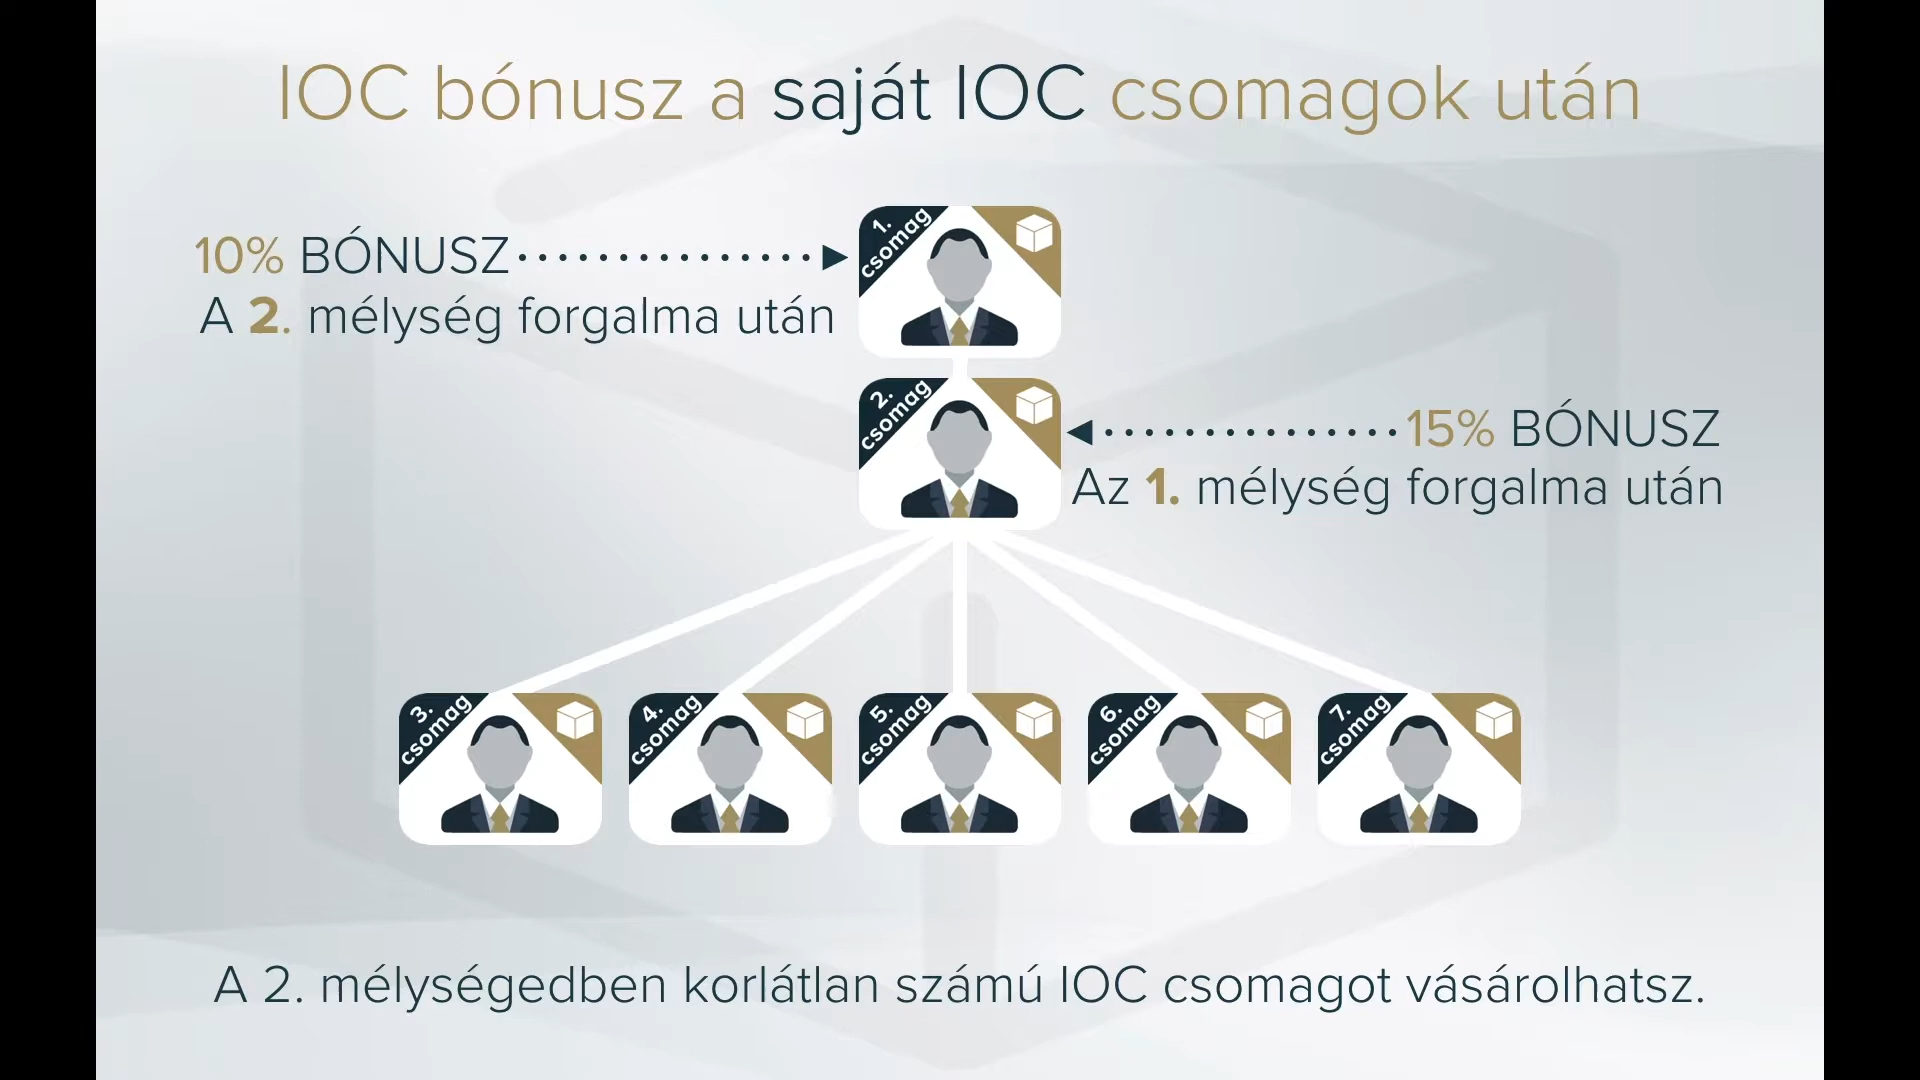 IOC bónusz a saját IOC csomagok után
1. csomag
10% BÓNUSZ
A 2. mélység forgalma után
2. csomag
15% BÓNUSZ
Az 1. mélység forgalma után
3. csomag
4. csomag
5. csomag
6. csomag
7. csomag
A 2. mélységedben korlátlan számú IOC csomagot vásárolhatsz.